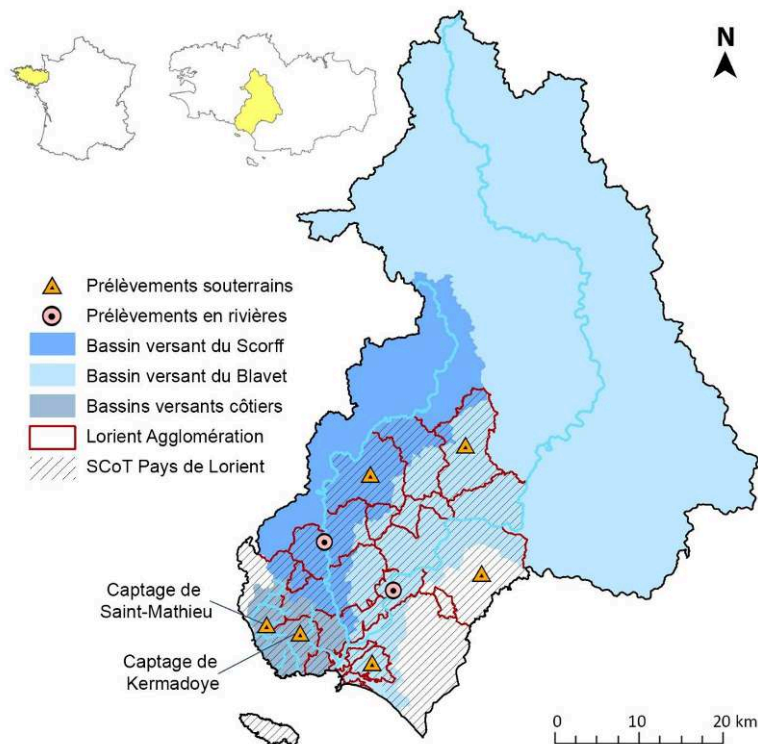 N
Prélèvements souterrains
Prélèvements en rivières
Bassin versant du Scorff
Bassin versant du Blavet
Bassins versants côtiers
Lorient Agglomération
SCoT Pays de Lorient
Captage de
Saint-Mathieu
Captage de
Kermadoye
0 10 20 km